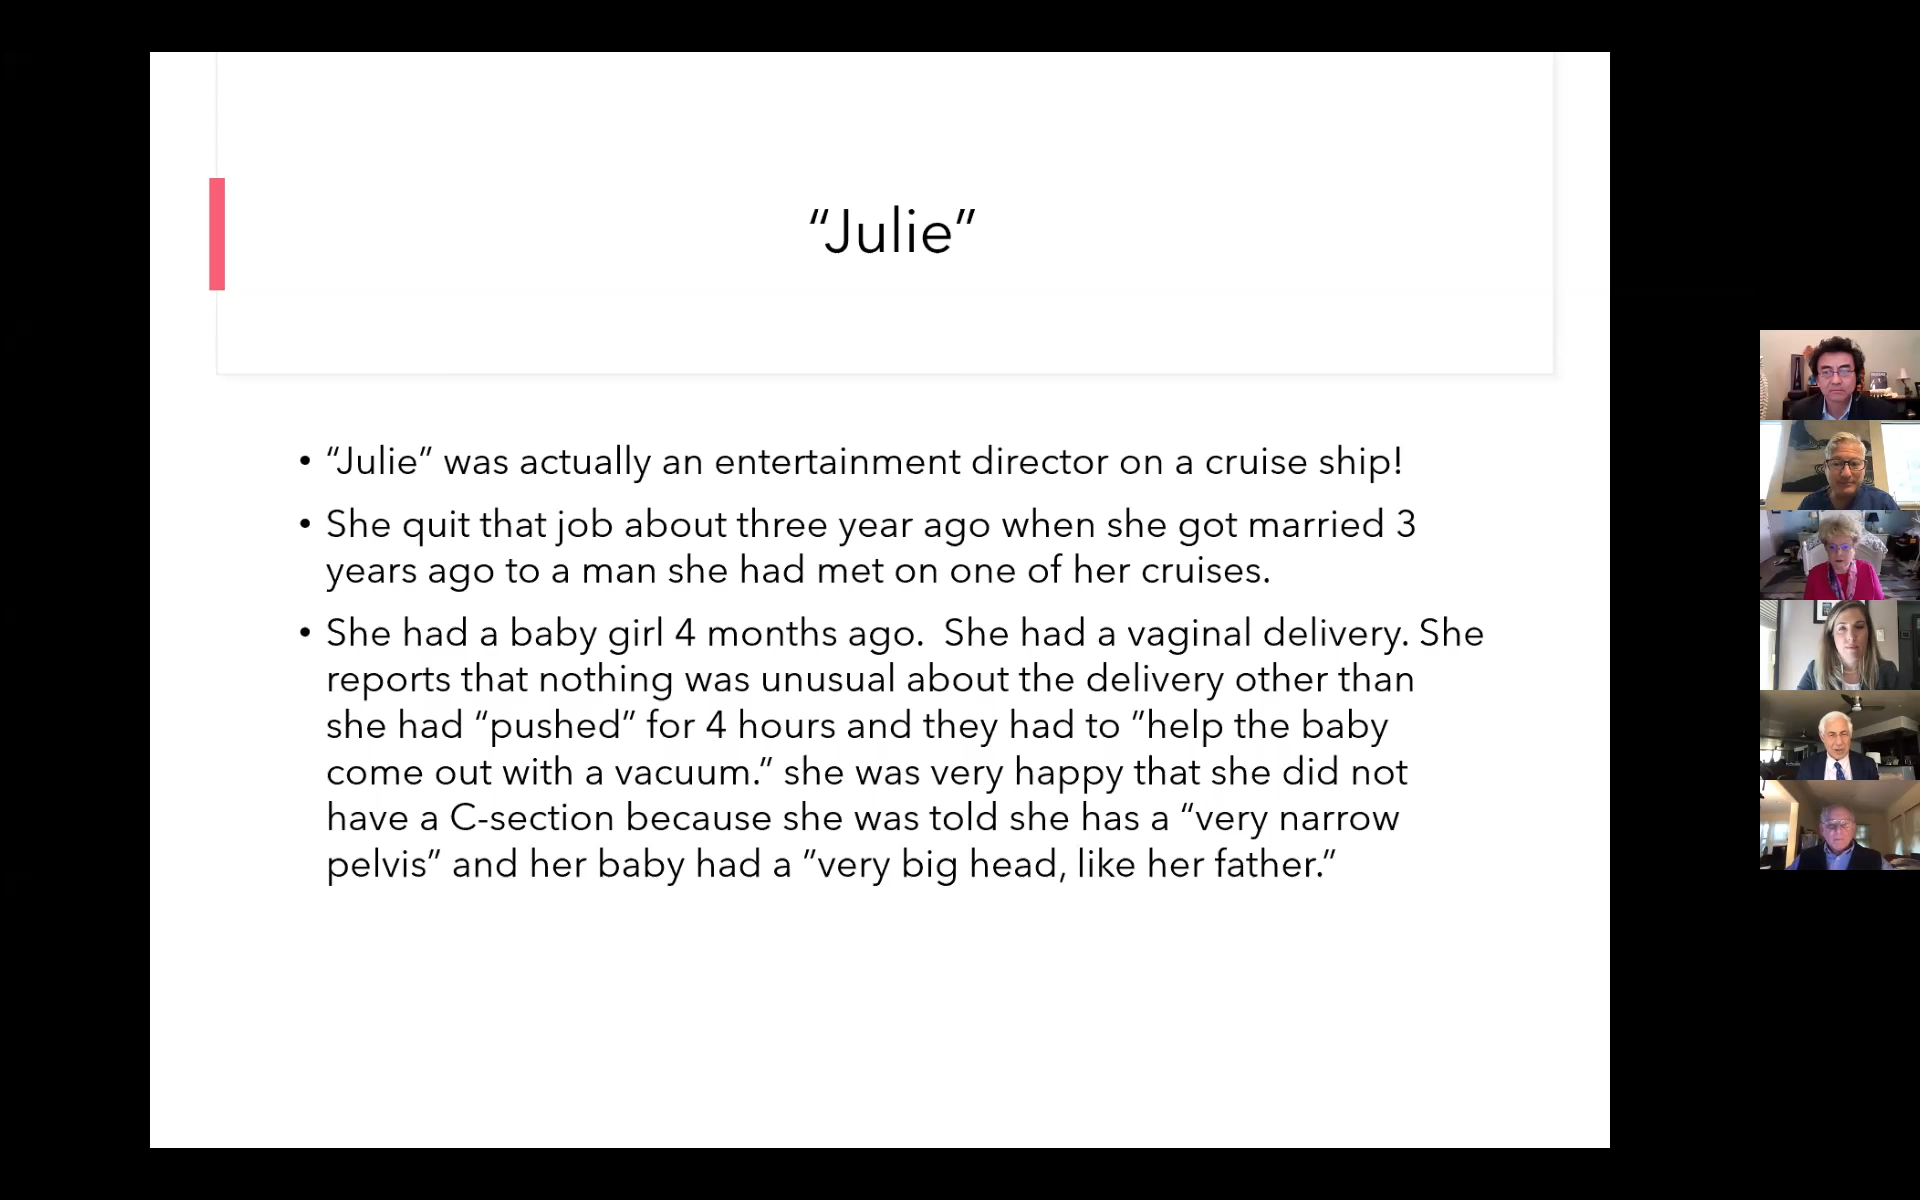 “Julie”
• “Julie” was actually an entertainment director on a cruise ship!
• She quit that job about three year ago when she got married 3
years ago to a man she had met on one of her cruises.
• She had a baby girl 4 months ago.  She had a vaginal delivery. She
reports that nothing was unusual about the delivery other than
she had “pushed” for 4 hours and they had to ”help the baby
come out with a vacuum.” she was very happy that she did not
have a C-section because she was told she has a “very narrow
pelvis” and her baby had a ”very big head, like her father.”